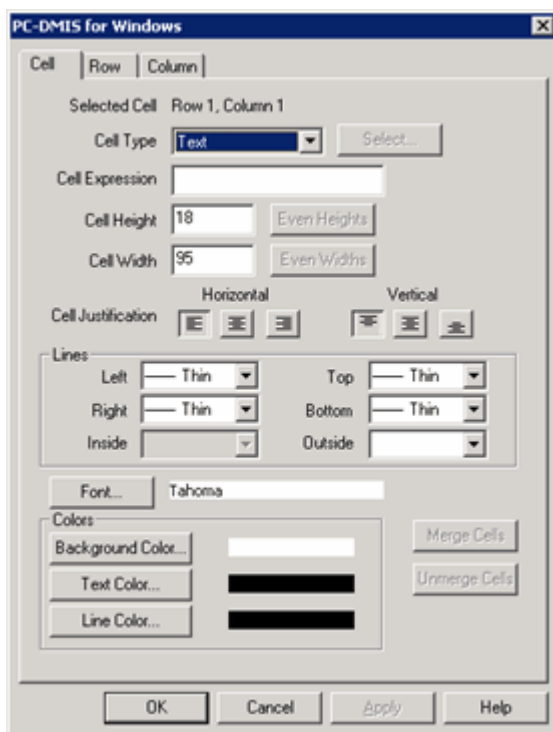 PC-DMIS for Windows
Cell Row Column
Selected Cell Row 1, Column 1
Cell Type Text Select...
Cell Expression
Cell Height 18 Even Heights
Cell Width 95 Even Widths
Horizontal Vertical
Cell Justification
Lines
Left Thin Top Thin
Right Thin Bottom Thin
Inside Outside
Font... Tahoma
Colors
Background Color... Merge Cells
Text Color... Unmerge Cells
Line Color...
OK Cancel Apply Help